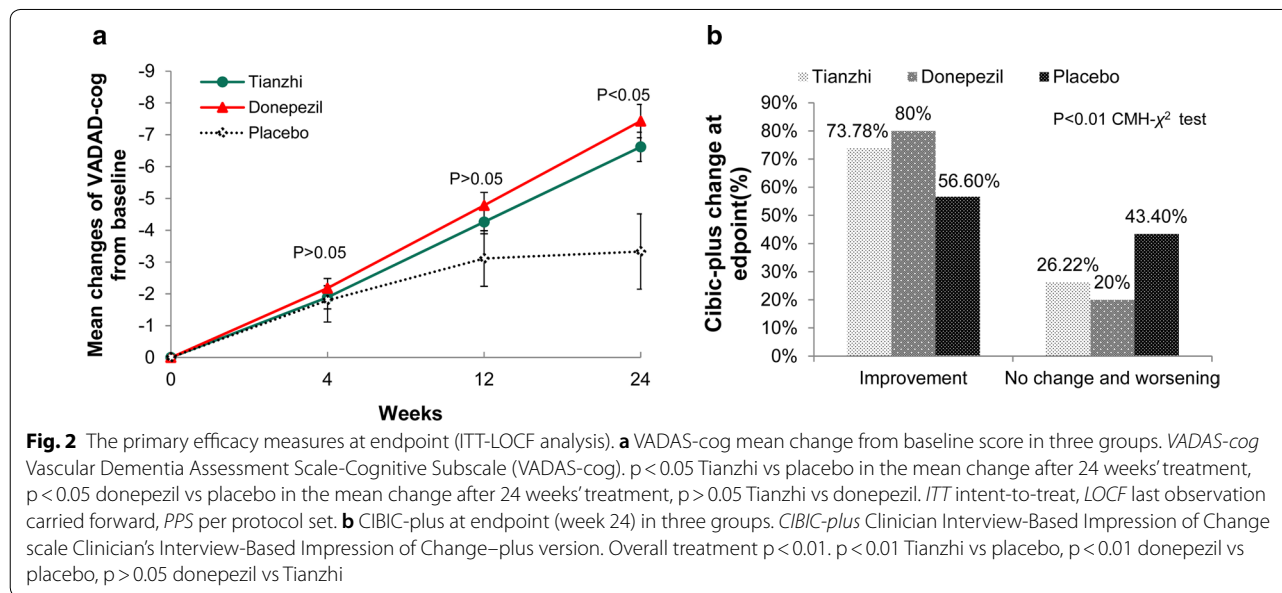 a
-9
-8
-7
-6
-5
-4
-3
-2
-1
0
Mean changes of VADAD-cog
from baseline
Tianzhi
Donepezil
Placebo
P>0.05
P>0.05
P<0.05
0 4 12 24
Weeks
b
Tianzhi Donepezil Placebo
90%
80%
70%
60%
50%
40%
30%
20%
10%
0%
Cibic-plus change at
edpoint(%)
P<0.01 CMH-χ² test
73.78% 80% 56.60%
26.22% 20% 43.40%
Improvement No change and worsening
Fig. 2 The primary efficacy measures at endpoint (ITT-LOCF analysis). a VADAS-cog mean change from baseline score in three groups. VADAS-cog
Vascular Dementia Assessment Scale-Cognitive Subscale (VADAS-cog). p < 0.05 Tianzhi vs placebo in the mean change after 24 weeks’ treatment,
p < 0.05 donepezil vs placebo in the mean change after 24 weeks’ treatment, p > 0.05 Tianzhi vs donepezil. ITT intent-to-treat, LOCF last observation
carried forward, PPS per protocol set. b CIBIC-plus at endpoint (week 24) in three groups. CIBIC-plus Clinician Interview-Based Impression of Change
scale Clinician’s Interview-Based Impression of Change–plus version. Overall treatment p < 0.01. p < 0.01 Tianzhi vs placebo, p < 0.01 donepezil vs
placebo, p > 0.05 donepezil vs Tianzhi